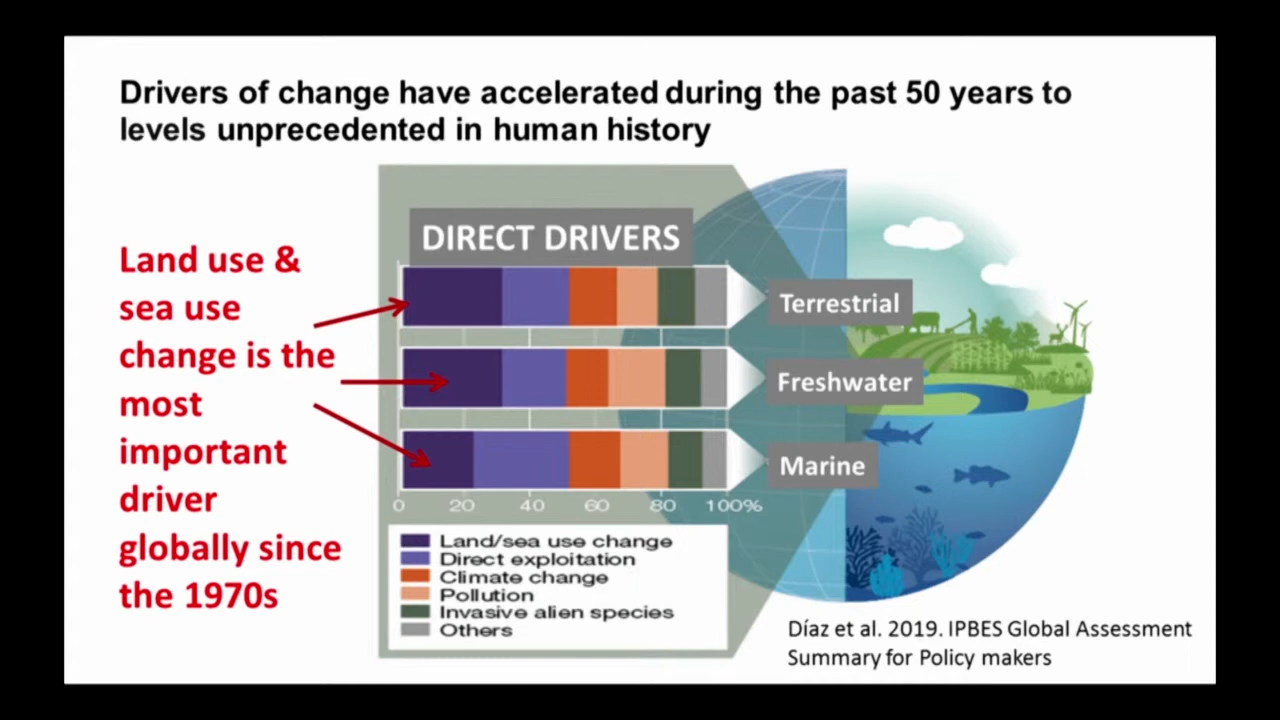 Drivers of change have accelerated during the past 50 years to
levels unprecedented in human history
Land use &
sea use
change is the
most
important
driver
globally since
the 1970s
DIRECT DRIVERS
Terrestrial
Freshwater
Marine
0 20 40 60 80 100%
Land/sea use change
Direct exploitation
Climate change
Pollution
Invasive alien species
Others
Díaz et al. 2019. IPBES Global Assessment
Summary for Policy makers